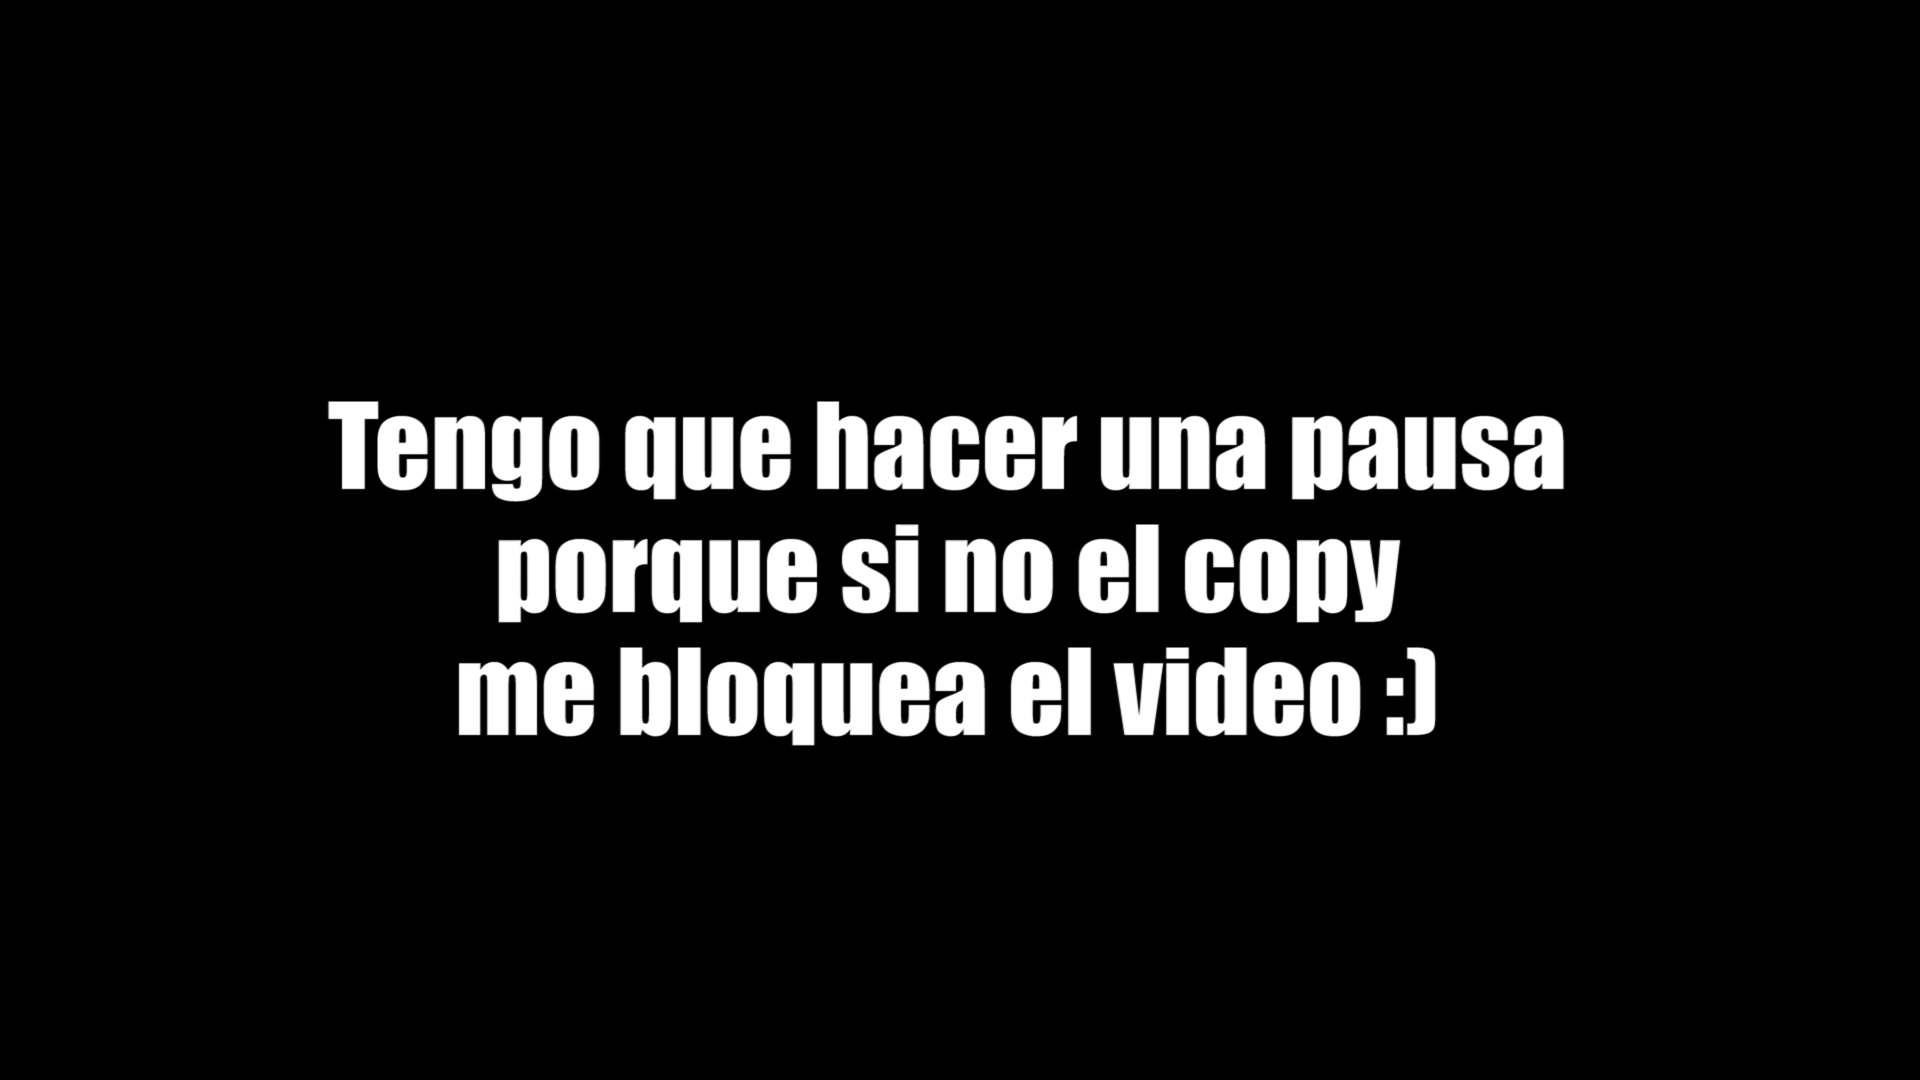 Tengo que hacer una pausa
porque si no el copy
me bloquea el video :)